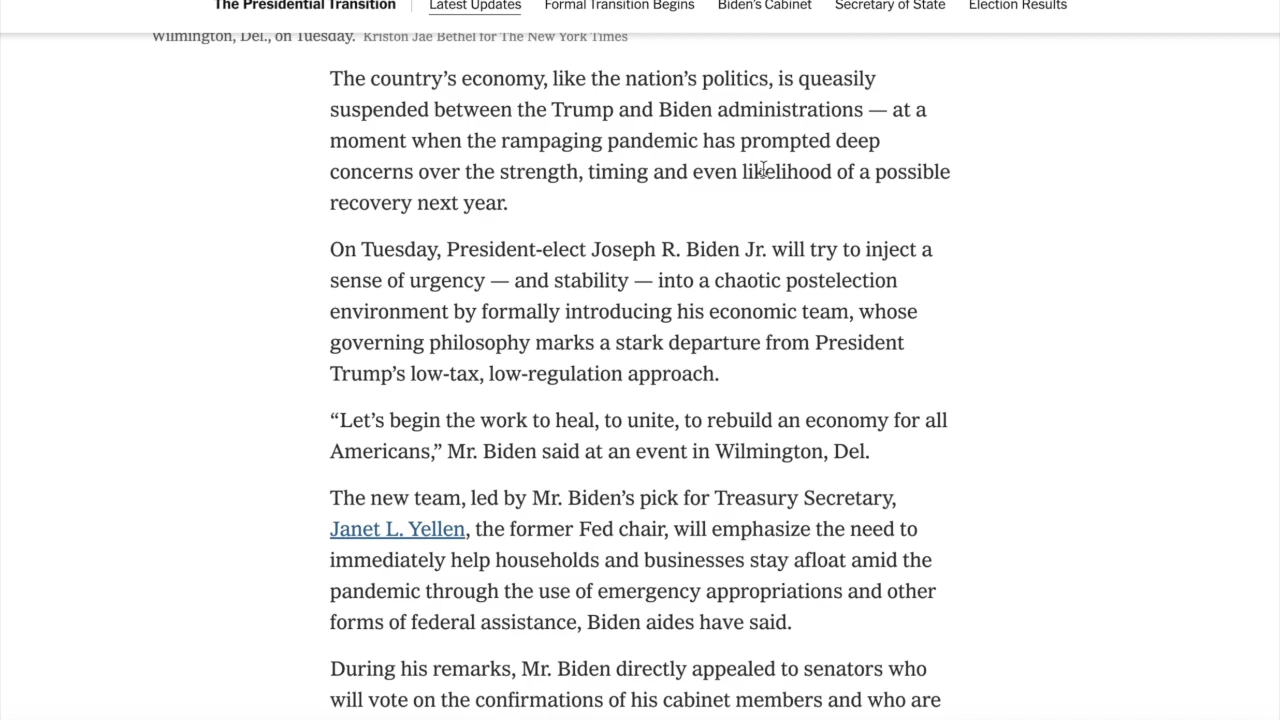 The Presidential Transition Latest Updates Formal Transition Begins Biden's Cabinet Secretary of State Election Results
Wilmington, Del., on Tuesday. Kriston Jae Bethel for The New York Times
The country’s economy, like the nation’s politics, is queasily
suspended between the Trump and Biden administrations — at a
moment when the rampaging pandemic has prompted deep
concerns over the strength, timing and even likelihood of a possible
recovery next year.
On Tuesday, President-elect Joseph R. Biden Jr. will try to inject a
sense of urgency — and stability — into a chaotic postelection
environment by formally introducing his economic team, whose
governing philosophy marks a stark departure from President
Trump’s low-tax, low-regulation approach.
“Let’s begin the work to heal, to unite, to rebuild an economy for all
Americans,” Mr. Biden said at an event in Wilmington, Del.
The new team, led by Mr. Biden’s pick for Treasury Secretary,
Janet L. Yellen, the former Fed chair, will emphasize the need to
immediately help households and businesses stay afloat amid the
pandemic through the use of emergency appropriations and other
forms of federal assistance, Biden aides have said.
During his remarks, Mr. Biden directly appealed to senators who
will vote on the confirmations of his cabinet members and who are